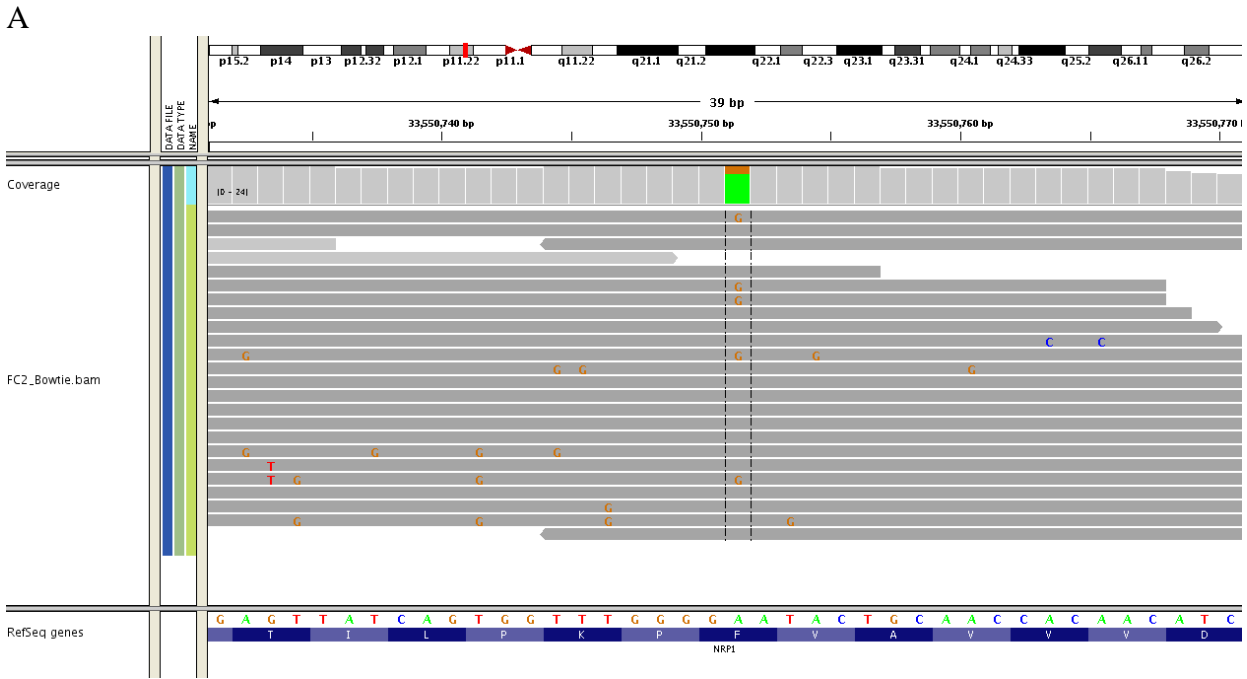 A
p15.2 p14 p13 p12.32 p12.1 p11.22 p11.1 q11.22 q21.1 q21.2 q22.1 q22.3 q23.1 q23.31 q24.1 q24.33 q25.2 q26.11 q26.2
39 bp
DATA FILE
DATA TYPE
NAME
p 33,550,740 bp 33,550,750 bp 33,550,760 bp 33,550,770 b
Coverage
[0 - 24]
G
G
G
C C
G G G
G G G
FC2_Bowtie.bam
G G G G
T
T G G G
G
G G G G
G A G T T A T C A G T G G T T T G G G G A A T A C T G C A A C C A C A A C A T C
RefSeq genes
T I L P K P F V A V V V D
NRP1